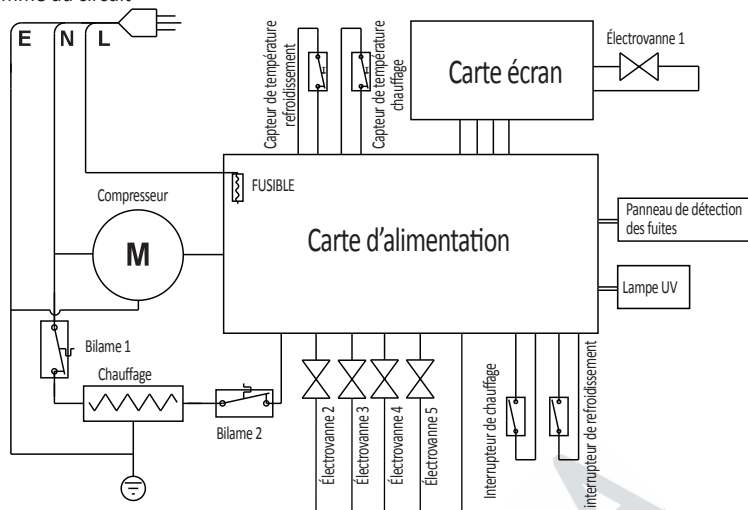 E N L
Capteur de température
refroidissement
Capteur de température
chauffage
Carte écran
Électrovanne 1
FUSIBLE
Compresseur
M
Carte d’alimentation
Panneau de détection
des fuites
Lampe UV
Bilame 1
Chauffage
Bilame 2
Électrovanne 2
Électrovanne 3
Électrovanne 4
Électrovanne 5
Interrupteur de chauffage
interrupteur de refroidissement